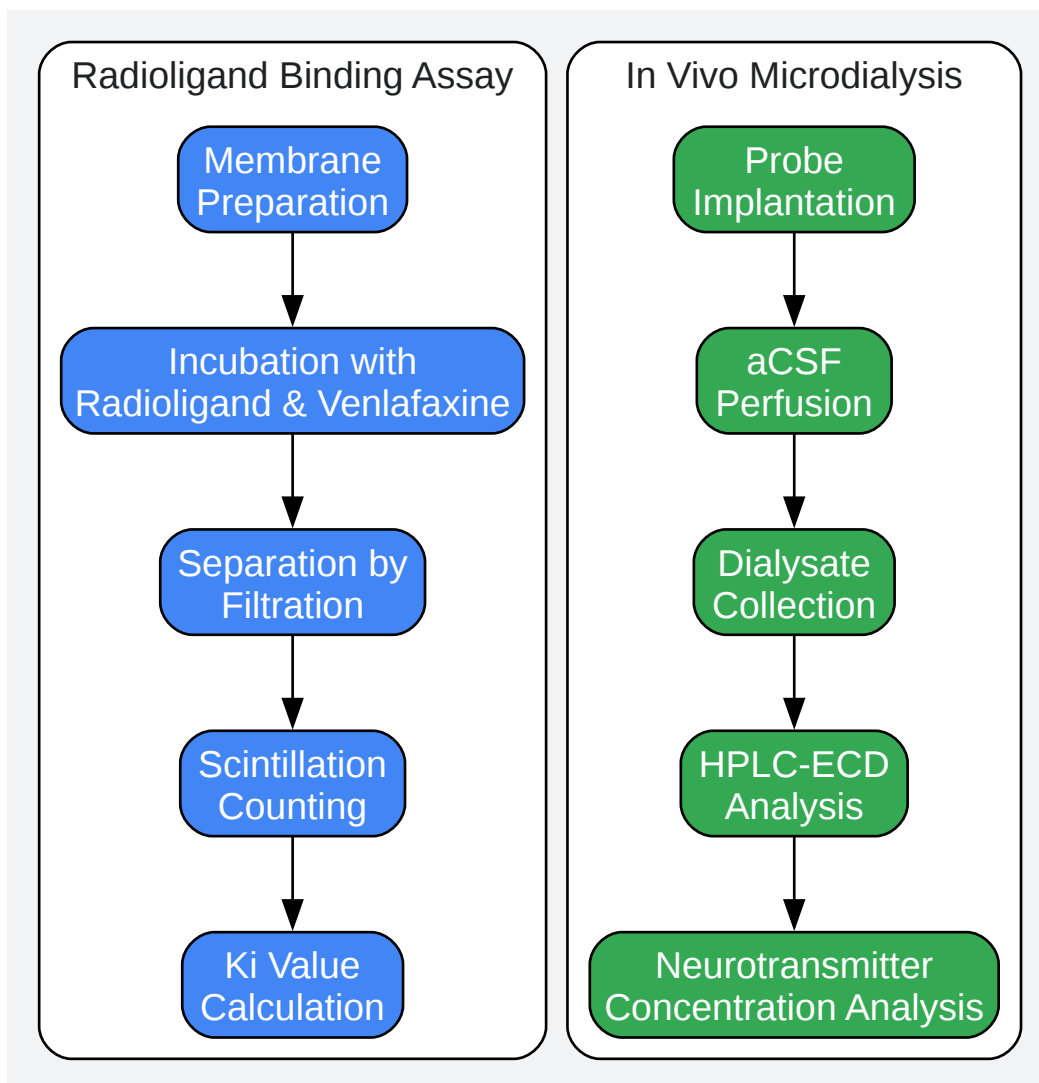 Radioligand Binding Assay
Membrane
Preparation
Incubation with
Radioligand & Venlafaxine
Separation by
Filtration
Scintillation
Counting
Ki Value
Calculation
In Vivo Microdialysis
Probe
Implantation
aCSF
Perfusion
Dialysate
Collection
HPLC-ECD
Analysis
Neurotransmitter
Concentration Analysis